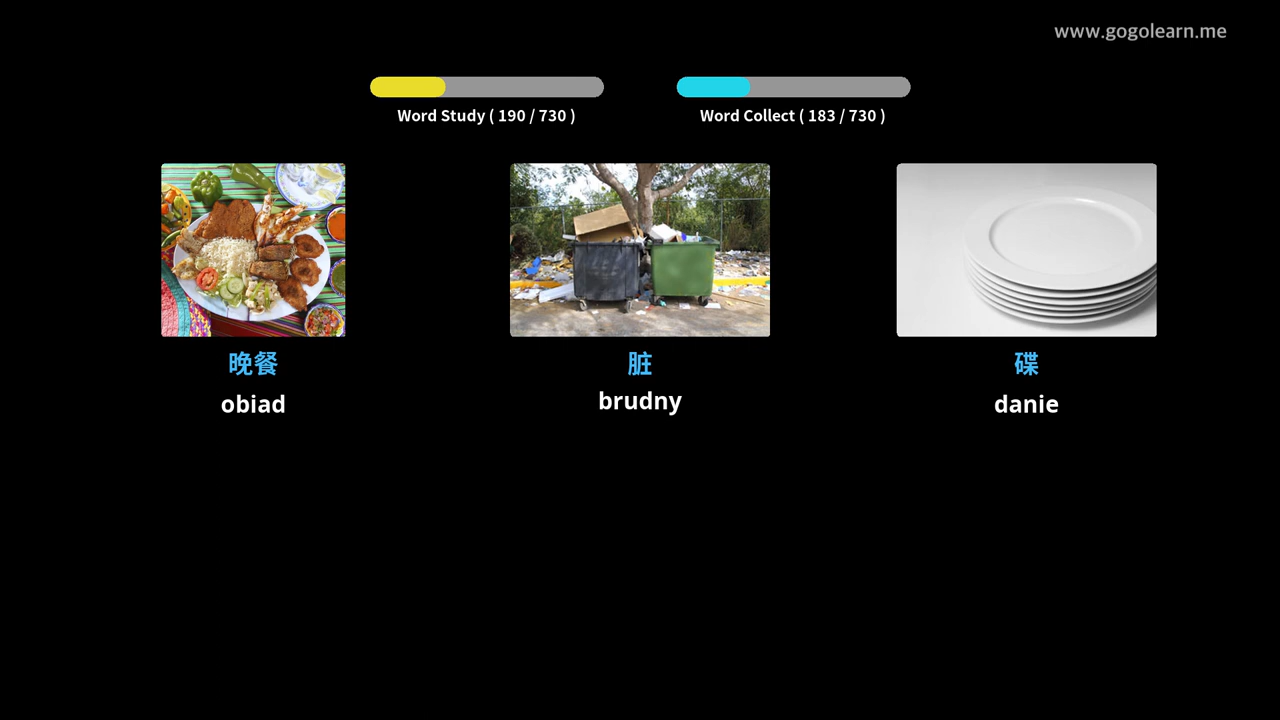 www.gogolearn.me
Word Study ( 190 / 730 )
Word Collect ( 183 / 730 )
晚餐
脏
碟
obiad
brudny
danie